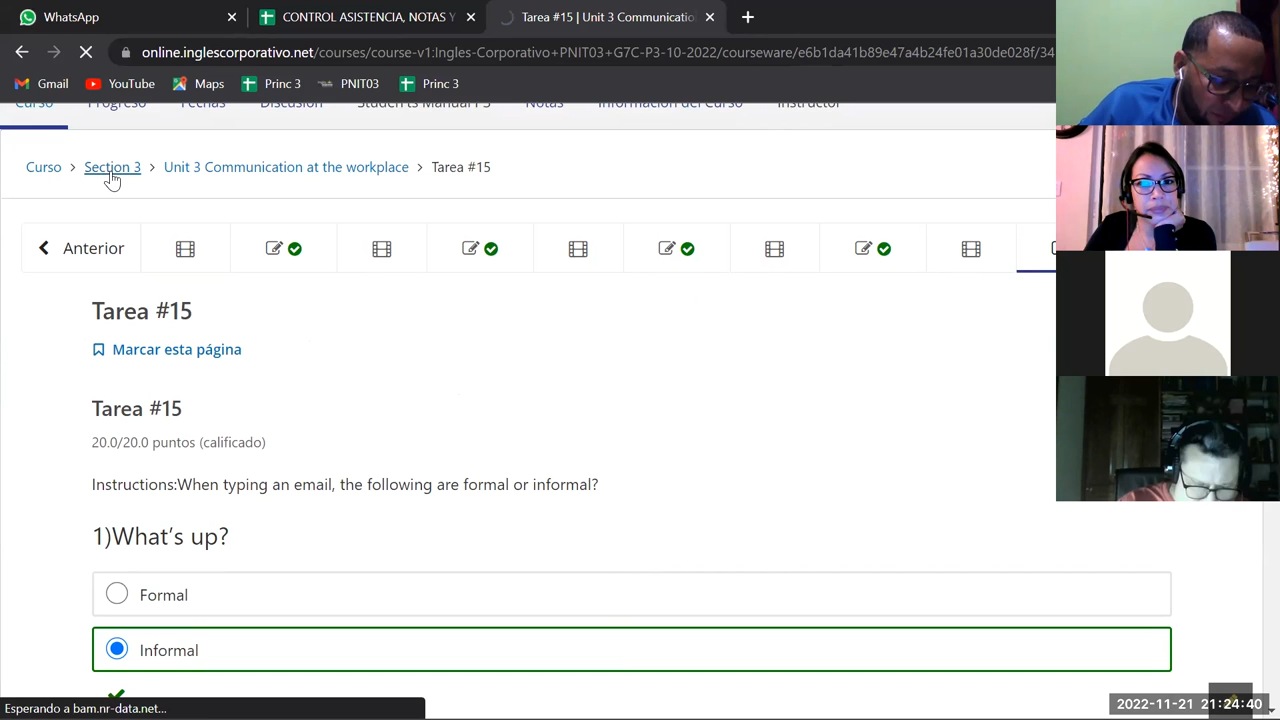 WhatsApp
CONTROL ASISTENCIA, NOTAS Y
Tarea #15 | Unit 3 Communicatio
online.inglescorporativo.net/courses/course-v1:Ingles-Corporativo+PNIT03+G7C-P3-10-2022/courseware/e6b1da41b89e47a4b24fe01a30de028f/34
Gmail YouTube Maps Princ 3 PNIT03 Princ 3
Curso Progreso Fechas Discusión Students Manual P3 Notas Información del Curso Instructor
Curso > Section 3 > Unit 3 Communication at the workplace > Tarea #15
Anterior
Tarea #15
Marcar esta página
Tarea #15
20.0/20.0 puntos (calificado)
Instructions:When typing an email, the following are formal or informal?
1)What's up?
Formal
Informal
Esperando a bam.nr-data.net...
2022-11-21 21:24:40